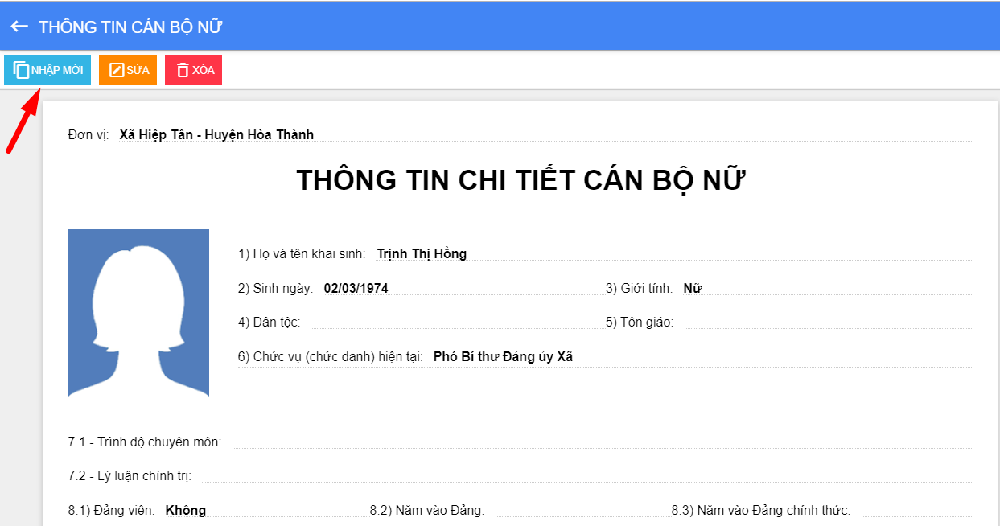 THÔNG TIN CÁN BỘ NỮ
NHẬP MỚI SỬA XÓA
Đơn vị: Xã Hiệp Tân - Huyện Hòa Thành
THÔNG TIN CHI TIẾT CÁN BỘ NỮ
1) Họ và tên khai sinh: Trịnh Thị Hồng
2) Sinh ngày: 02/03/1974 3) Giới tính: Nữ
4) Dân tộc: 5) Tôn giáo:
6) Chức vụ (chức danh) hiện tại: Phó Bí thư Đảng ủy Xã
7.1 - Trình độ chuyên môn:
7.2 - Lý luận chính trị:
8.1) Đảng viên: Không 8.2) Năm vào Đảng: 8.3) Năm vào Đảng chính thức: